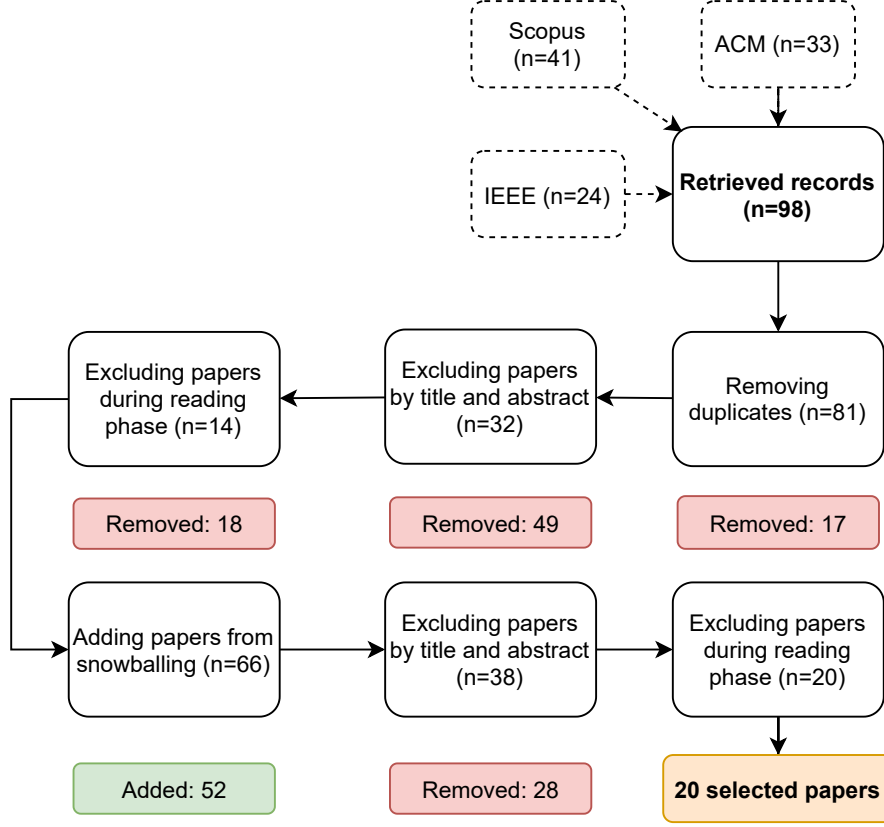 Scopus
(n=41)
ACM (n=33)
IEEE (n=24)
Retrieved records
(n=98)
Removing
duplicates (n=81)
Excluding papers
by title and abstract
(n=32)
Excluding papers
during reading
phase (n=14)
Removed: 18
Removed: 49
Removed: 17
Adding papers from
snowballing (n=66)
Excluding papers
by title and abstract
(n=38)
Excluding papers
during reading
phase (n=20)
Added: 52
Removed: 28
20 selected papers